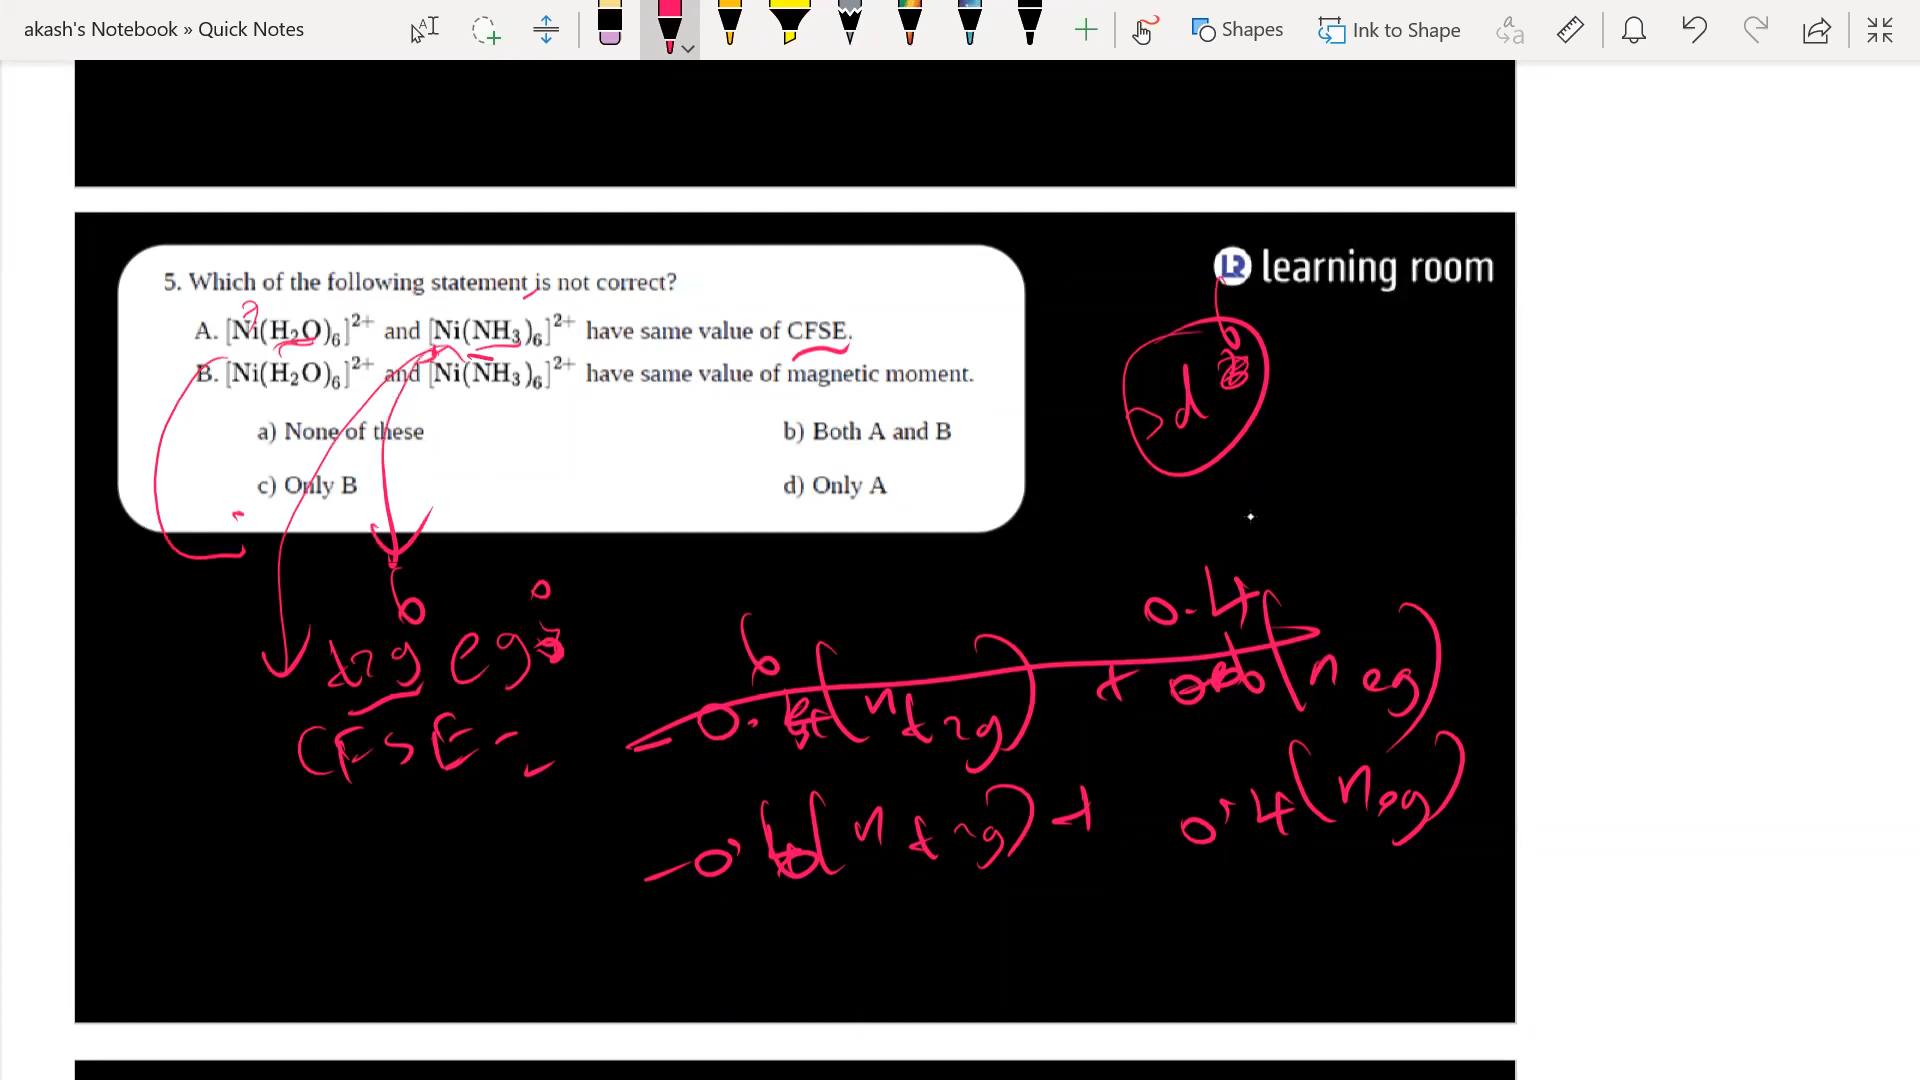 akash's Notebook » Quick Notes
Shapes
Ink to Shape
learning room
5. Which of the following statement is not correct?
A. [Ni(H₂O)₆]²⁺ and [Ni(NH₃)₆]²⁺ have same value of CFSE.
B. [Ni(H₂O)₆]²⁺ and [Ni(NH₃)₆]²⁺ have same value of magnetic moment.
a) None of these
b) Both A and B
c) Only B
d) Only A
6 0
t2g eg
0.4
(n t2g) + (n eg)
CFSE =
-0. (n t2g) + 0.4 (n eg)